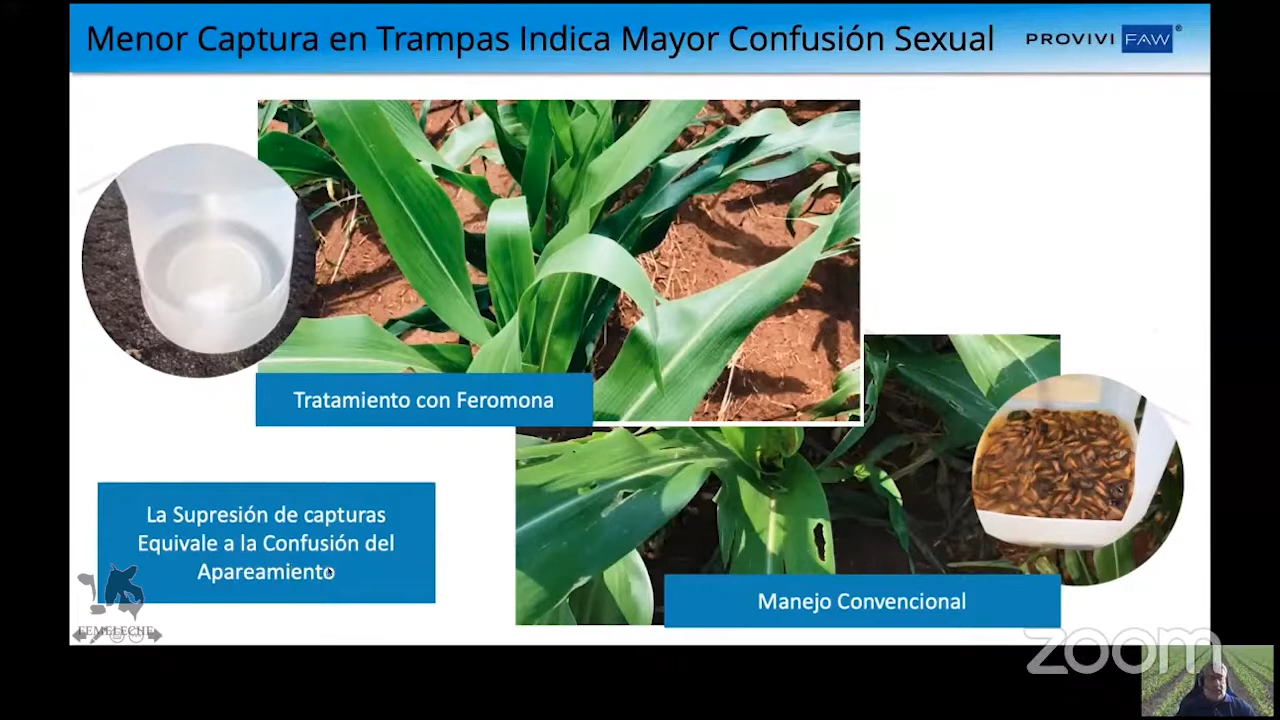 Menor Captura en Trampas Indica Mayor Confusión Sexual
PROVIVI FAW®
Tratamiento con Feromona
La Supresión de capturas
Equivale a la Confusión del
Apareamiento
Manejo Convencional
FEMELECHE
zoom